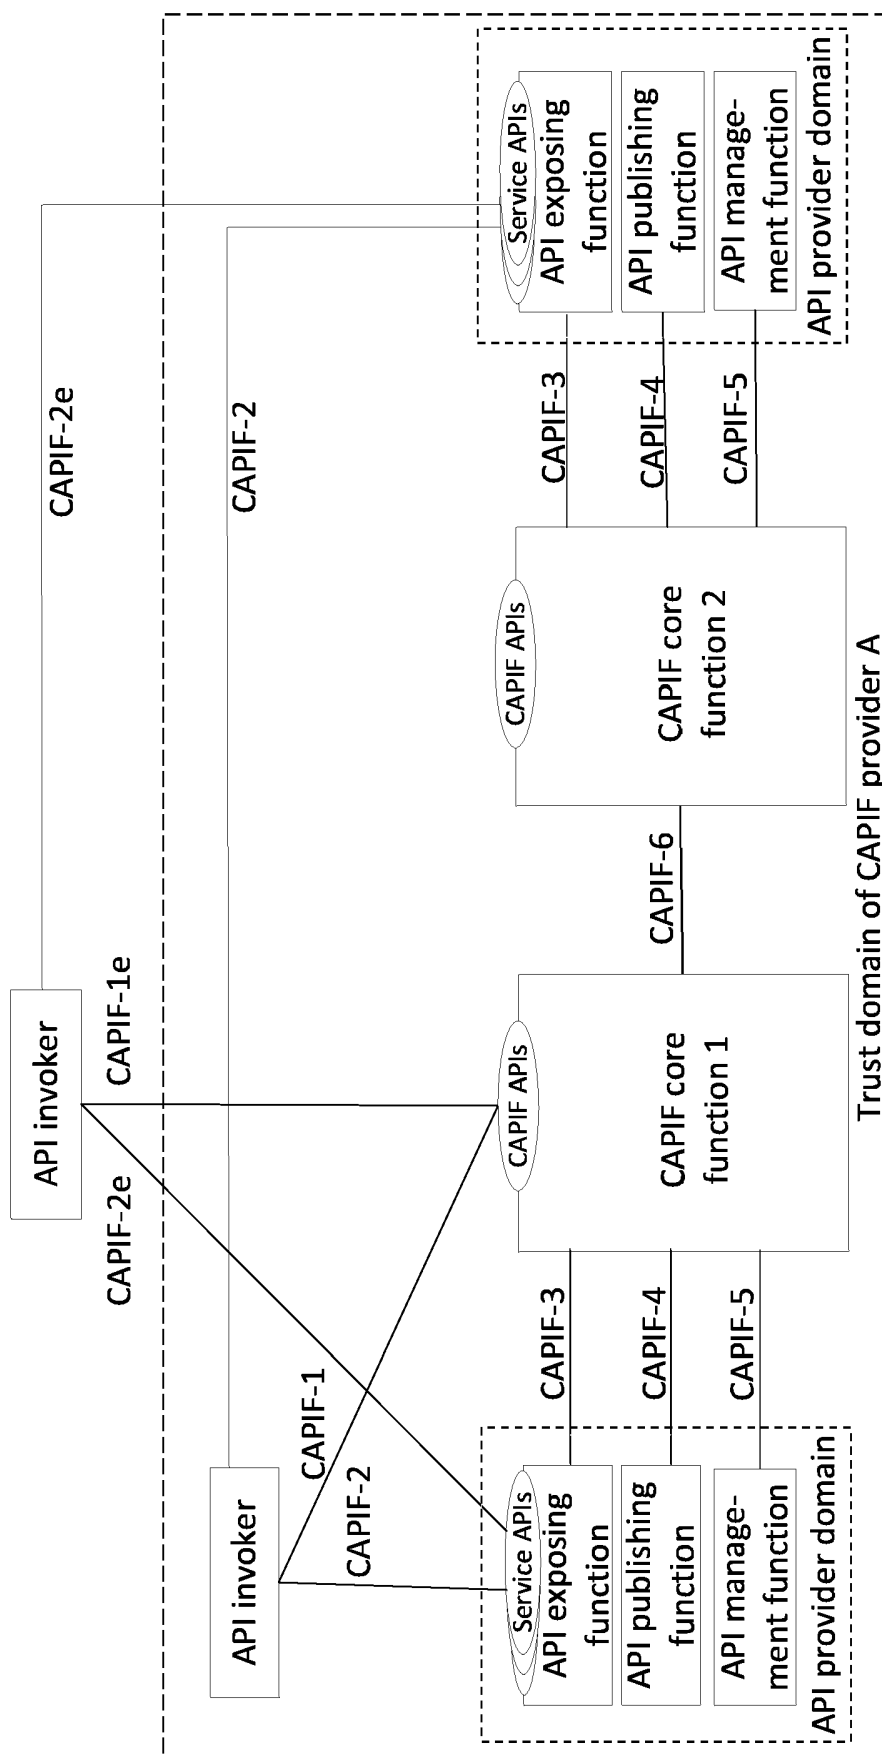 API invoker
CAPIF-2e
CAPIF-1e
CAPIF-2e
API invoker
CAPIF-2
CAPIF-1
CAPIF-2
Service APIs
API exposing
function
API publishing
function
API manage-
ment function
API provider domain
CAPIF-3
CAPIF-4
CAPIF-5
CAPIF APIs
CAPIF core
function 1
CAPIF-6
CAPIF APIs
CAPIF core
function 2
CAPIF-3
CAPIF-4
CAPIF-5
Service APIs
API exposing
function
API publishing
function
API manage-
ment function
API provider domain
Trust domain of CAPIF provider A